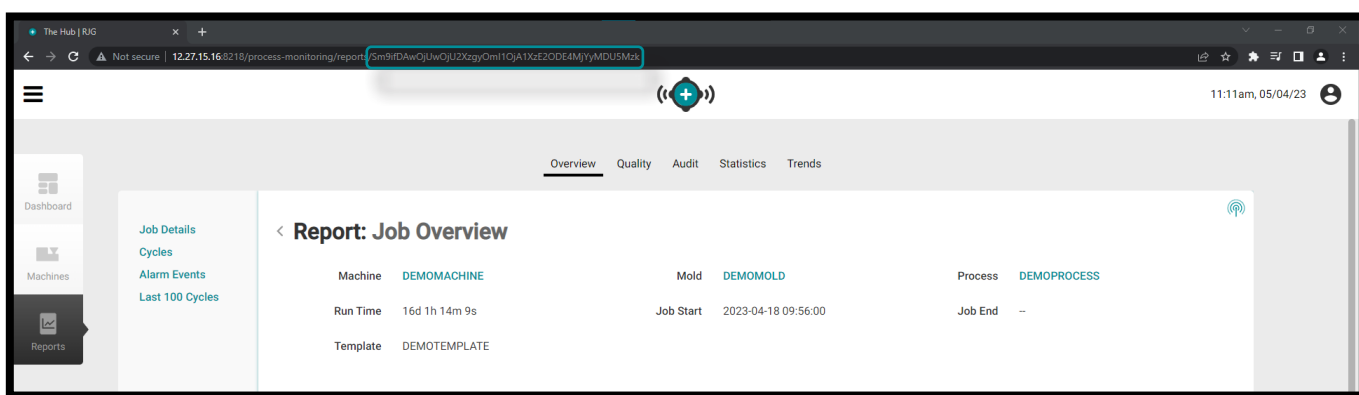 The Hub | RJG
Not secure | 12.27.15.16:8218/process-monitoring/report/Sm9ifDAwOjUwOjU2XzgyOmI1OjA1XzE2ODE4MjYyMDU5Mzk
11:11am, 05/04/23
Overview Quality Audit Statistics Trends
Dashboard
Machines
Reports
Job Details
Cycles
Alarm Events
Last 100 Cycles
< Report: Job Overview
Machine DEMOMACHINE Mold DEMOMOLD Process DEMOPROCESS
Run Time 16d 1h 14m 9s Job Start 2023-04-18 09:56:00 Job End --
Template DEMOTEMPLATE